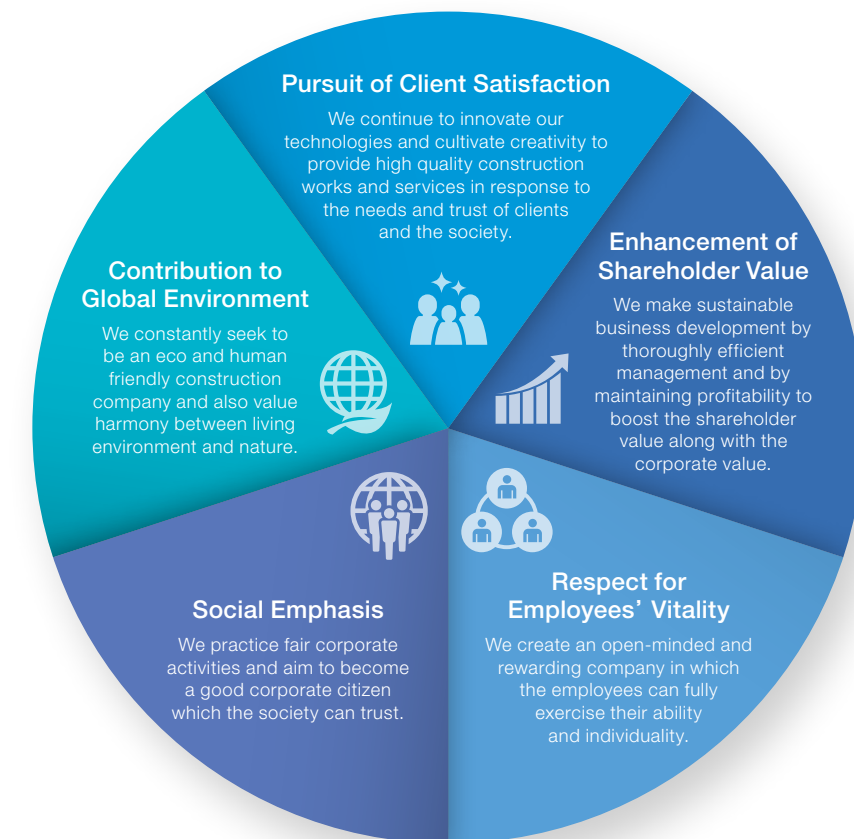 Pursuit of Client Satisfaction
We continue to innovate our
technologies and cultivate creativity to
provide high quality construction
works and services in response to
the needs and trust of clients
and the society.
Enhancement of
Shareholder Value
We make sustainable
business development by
thoroughly efficient
management and by
maintaining profitability to
boost the shareholder
value along with the
corporate value.
Respect for
Employees’ Vitality
We create an open-minded and
rewarding company in which
the employees can fully
exercise their ability
and individuality.
Social Emphasis
We practice fair corporate
activities and aim to become
a good corporate citizen
which the society can trust.
Contribution to
Global Environment
We constantly seek to
be an eco and human
friendly construction
company and also value
harmony between living
environment and nature.